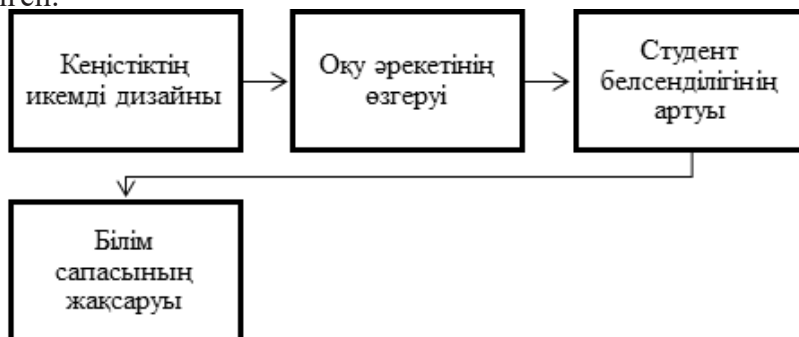 Кеңістіктің
икемді дизайны
Оқу әрекетінің
өзгеруі
Студент
белсенділігінің
артуы
Білім
сапасының
жақсаруы